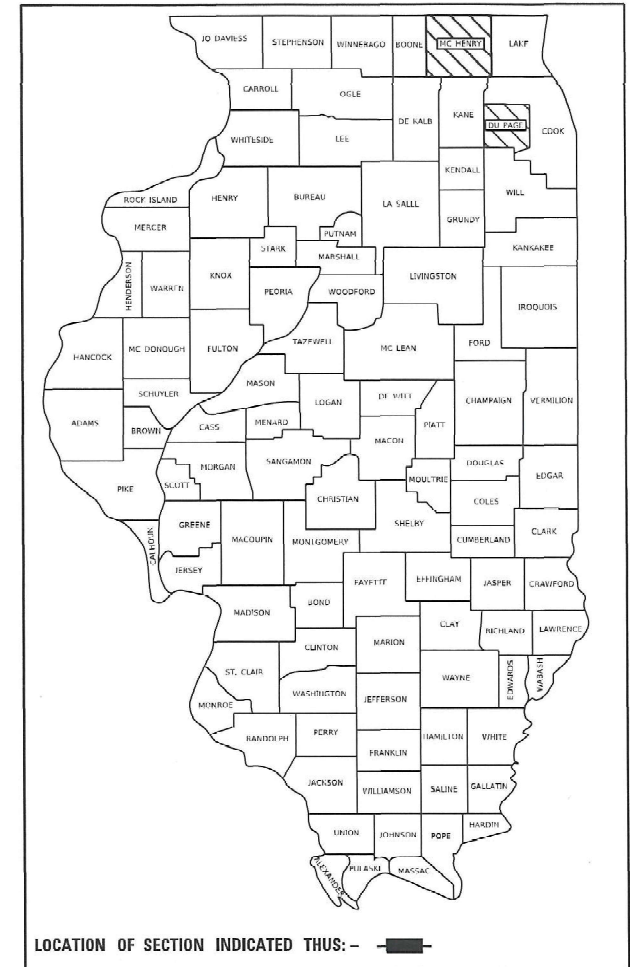 JO DAVIESS
STEPHENSON
WINNEBAGO
BOONE
MC HENRY
LAKE
CARROLL
OGLE
DE KALB
KANE
DU PAGE
COOK
WHITESIDE
LEE
KENDALL
WILL
ROCK ISLAND
HENRY
BUREAU
LA SALLE
GRUNDY
MERCER
PUTNAM
STARK
MARSHALL
KANKAKEE
HENDERSON
WARREN
KNOX
PEORIA
WOODFORD
LIVINGSTON
IROQUOIS
HANCOCK
MC DONOUGH
FULTON
TAZEWELL
MC LEAN
FORD
MASON
SCHUYLER
LOGAN
DE WITT
CHAMPAIGN
VERMILION
ADAMS
BROWN
CASS
MENARD
PIATT
MACON
SANGAMON
MORGAN
SCOTT
DOUGLAS
EDGAR
MOULTRIE
PIKE
CHRISTIAN
COLES
GREENE
MACOUPIN
MONTGOMERY
SHELBY
CUMBERLAND
CLARK
CALHOUN
JERSEY
FAYETTE
EFFINGHAM
JASPER
CRAWFORD
MADISON
BOND
CLAY
RICHLAND
LAWRENCE
CLINTON
MARION
ST. CLAIR
WAYNE
EDWARDS
WABASH
WASHINGTON
JEFFERSON
MONROE
RANDOLPH
PERRY
HAMILTON
WHITE
FRANKLIN
JACKSON
WILLIAMSON
SALINE
GALLATIN
UNION
JOHNSON
POPE
HARDIN
ALEXANDER
PULASKI
MASSAC
LOCATION OF SECTION INDICATED THUS: –